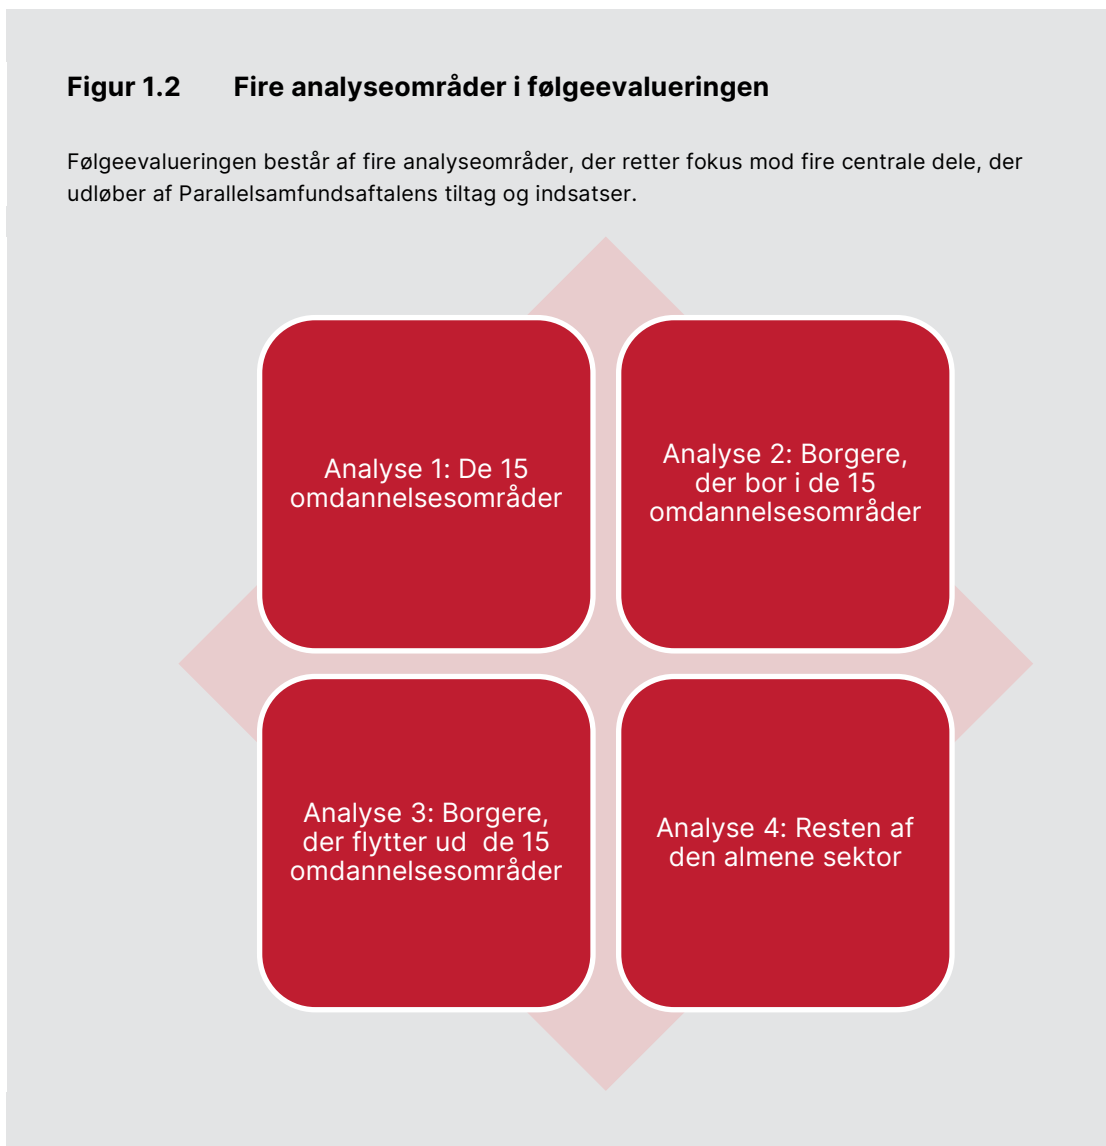 Figur 1.2 Fire analyseområder i følgeevalueringen
Følgeevalueringen består af fire analyseområder, der retter fokus mod fire centrale dele, der
udløber af Parallelsamfundsaftalens tiltag og indsatser.
Analyse 1: De 15
omdannelsesområder
Analyse 2: Borgere,
der bor i de 15
omdannelsesområder
Analyse 3: Borgere,
der flytter ud  de 15
omdannelsesområder
Analyse 4: Resten af
den almene sektor